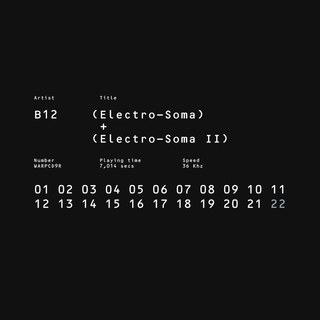 Artist Title
B12 (Electro-Soma)
+
(Electro-Soma II)
Number Playing time Speed
WARPCD9R 7,014 secs 36 Khz
01 02 03 04 05 06 07 08 09 10 11
12 13 14 15 16 17 18 19 20 21 22